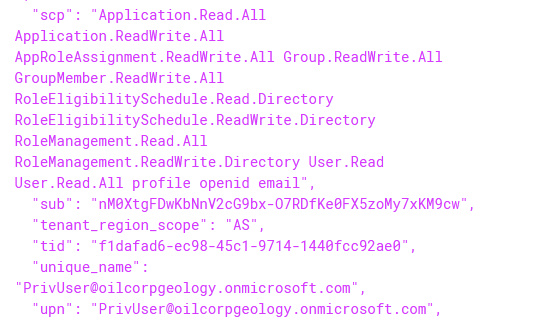 "scp": "Application.Read.All
Application.ReadWrite.All
AppRoleAssignment.ReadWrite.All Group.ReadWrite.All
GroupMember.ReadWrite.All
RoleEligibilitySchedule.Read.Directory
RoleEligibilitySchedule.ReadWrite.Directory
RoleManagement.Read.All
RoleManagement.ReadWrite.Directory User.Read
User.Read.All profile openid email",
"sub": "nM0XtgFDwKbNnV2cG9bx-O7RDfKe0FX5zoMy7xKM9cw",
"tenant_region_scope": "AS",
"tid": "f1dafad6-ec98-45c1-9714-1440fcc92ae0",
"unique_name":
"PrivUser@oilcorpgeology.onmicrosoft.com",
"upn": "PrivUser@oilcorpgeology.onmicrosoft.com",